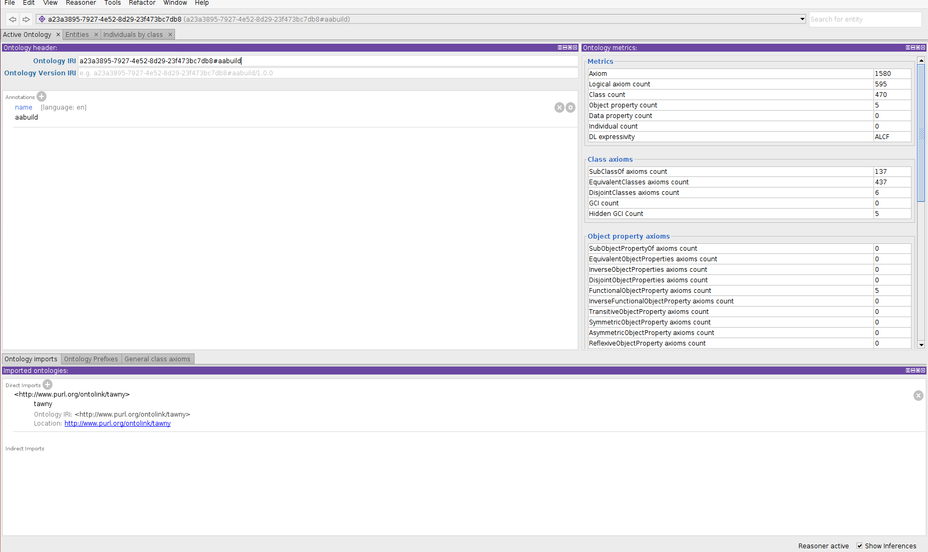 File Edit View Reasoner Tools Refactor Window Help
a23a3895-7927-4e52-8d29-23f473bc7db8 (a23a3895-7927-4e52-8d29-23f473bc7db8#aabuild) Search for entity
Active Ontology × Entities × Individuals by class ×
Ontology header:
Ontology IRI a23a3895-7927-4e52-8d29-23f473bc7db8#aabuild
Ontology Version IRI e.g. a23a3895-7927-4e52-8d29-23f473bc7db8#aabuild/1.0.0
Annotations
name [language: en]
aabuild
Ontology metrics:
Metrics
Axiom 1580
Logical axiom count 595
Class count 470
Object property count 5
Data property count 0
Individual count 0
DL expressivity ALCF
Class axioms
SubClassOf axioms count 137
EquivalentClasses axioms count 437
DisjointClasses axioms count 6
GCI count 0
Hidden GCI Count 5
Object property axioms
SubObjectPropertyOf axioms count 0
EquivalentObjectProperties axioms count 0
InverseObjectProperties axioms count 0
DisjointObjectProperties axioms count 0
FunctionalObjectProperty axioms count 5
InverseFunctionalObjectProperty axioms count 0
TransitiveObjectProperty axioms count 0
SymmetricObjectProperty axioms count 0
AsymmetricObjectProperty axioms count 0
ReflexiveObjectProperty axioms count 0
Ontology imports Ontology Prefixes General class axioms
Imported ontologies:
Direct Imports
<http://www.purl.org/ontolink/tawny>
tawny
Ontology IRI: <http://www.purl.org/ontolink/tawny>
Location: http://www.purl.org/ontolink/tawny
Indirect Imports
Reasoner active Show Inferences